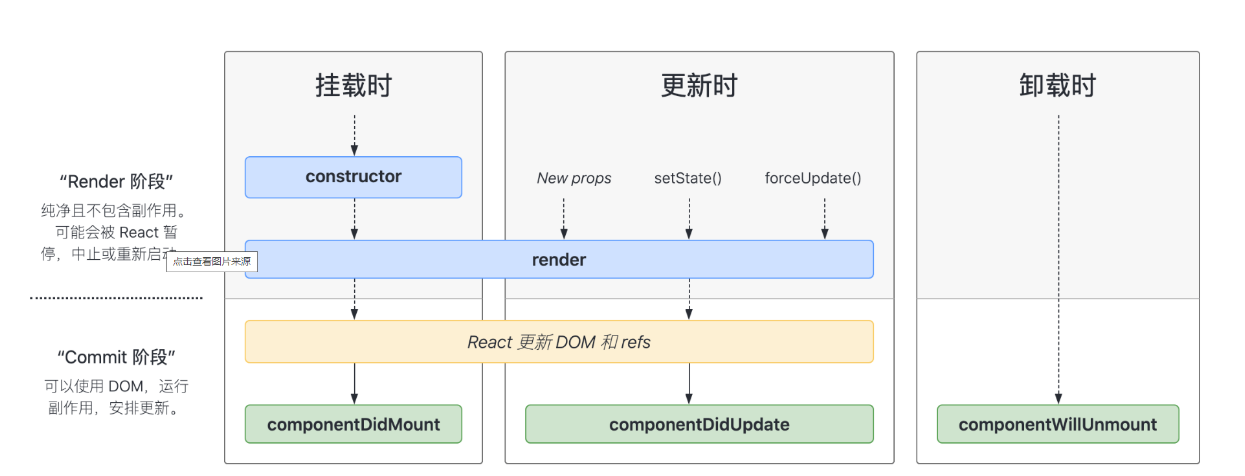 挂载时
更新时
卸载时
“Render 阶段”
纯净且不包含副作用。
可能会被 React 暂
停，中止或重新启动
点击查看图片来源
constructor
New props
setState()
forceUpdate()
render
“Commit 阶段”
可以使用 DOM，运行
副作用，安排更新。
React 更新 DOM 和 refs
componentDidMount
componentDidUpdate
componentWillUnmount